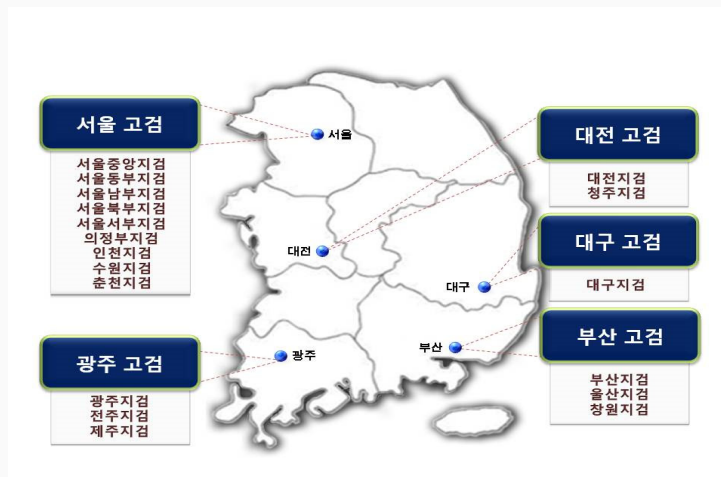 서울 고검
서울중앙지검
서울동부지검
서울남부지검
서울북부지검
서울서부지검
의정부지검
인천지검
수원지검
춘천지검
광주 고검
광주지검
전주지검
제주지검
서울
대전
대구
부산
광주
대전 고검
대전지검
청주지검
대구 고검
대구지검
부산 고검
부산지검
울산지검
창원지검